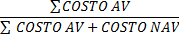 ∑COSTO AV
∑ COSTO AV + COSTO NAV